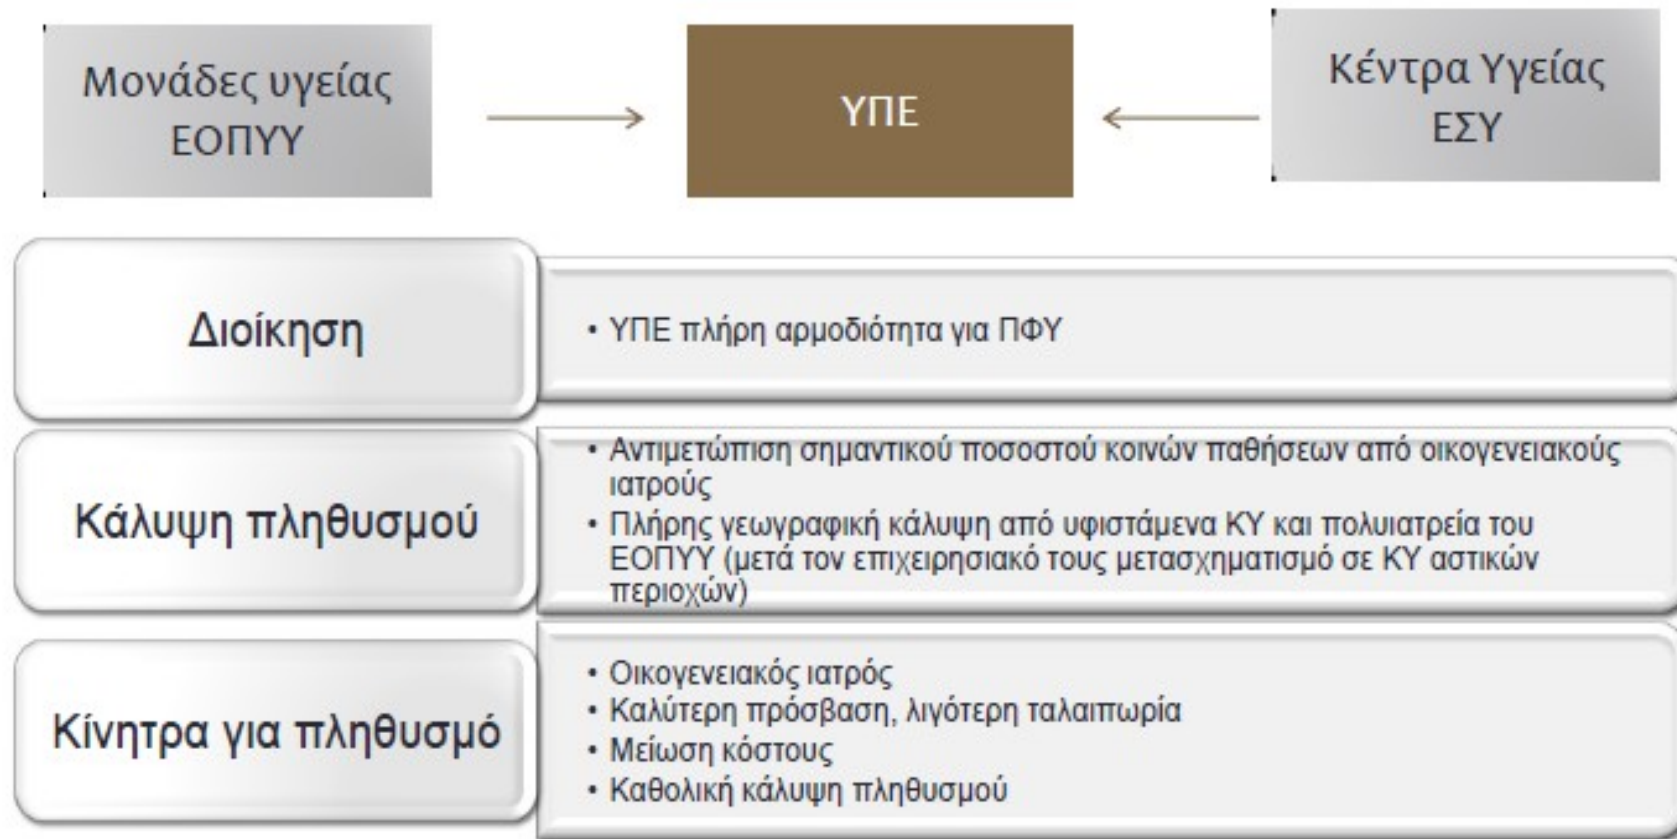 Μονάδες υγείας
ΕΟΠΥΥ
ΥΠΕ
Κέντρα Υγείας
ΕΣΥ
Διοίκηση
• ΥΠΕ πλήρη αρμοδιότητα για ΠΦΥ
Κάλυψη πληθυσμού
• Αντιμετώπιση σημαντικού ποσοστού κοινών παθήσεων από οικογενειακούς
ιατρούς
• Πλήρης γεωγραφική κάλυψη από υφιστάμενα ΚΥ και πολυιατρεία του
ΕΟΠΥΥ (μετά τον επιχειρησιακό τους μετασχηματισμό σε ΚΥ αστικών
περιοχών)
Κίνητρα για πληθυσμό
• Οικογενειακός ιατρός
• Καλύτερη πρόσβαση, λιγότερη ταλαιπωρία
• Μείωση κόστους
• Καθολική κάλυψη πληθυσμού